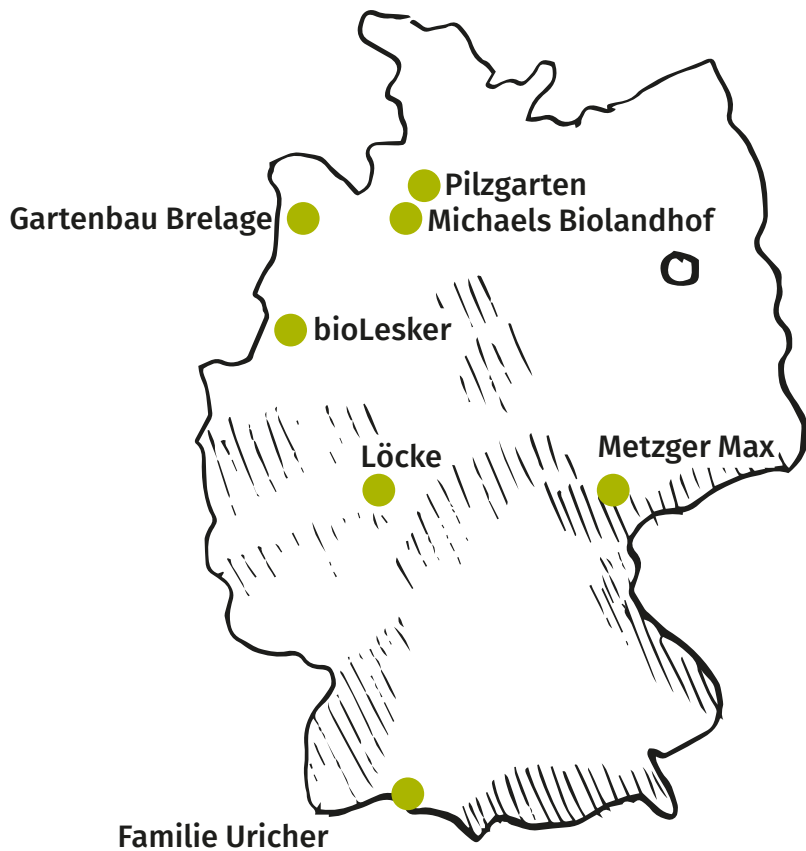 Pilzgarten
Gartenbau Brelage
Michaels Biolandhof
bioLesker
Löcke
Metzger Max
Familie Uricher